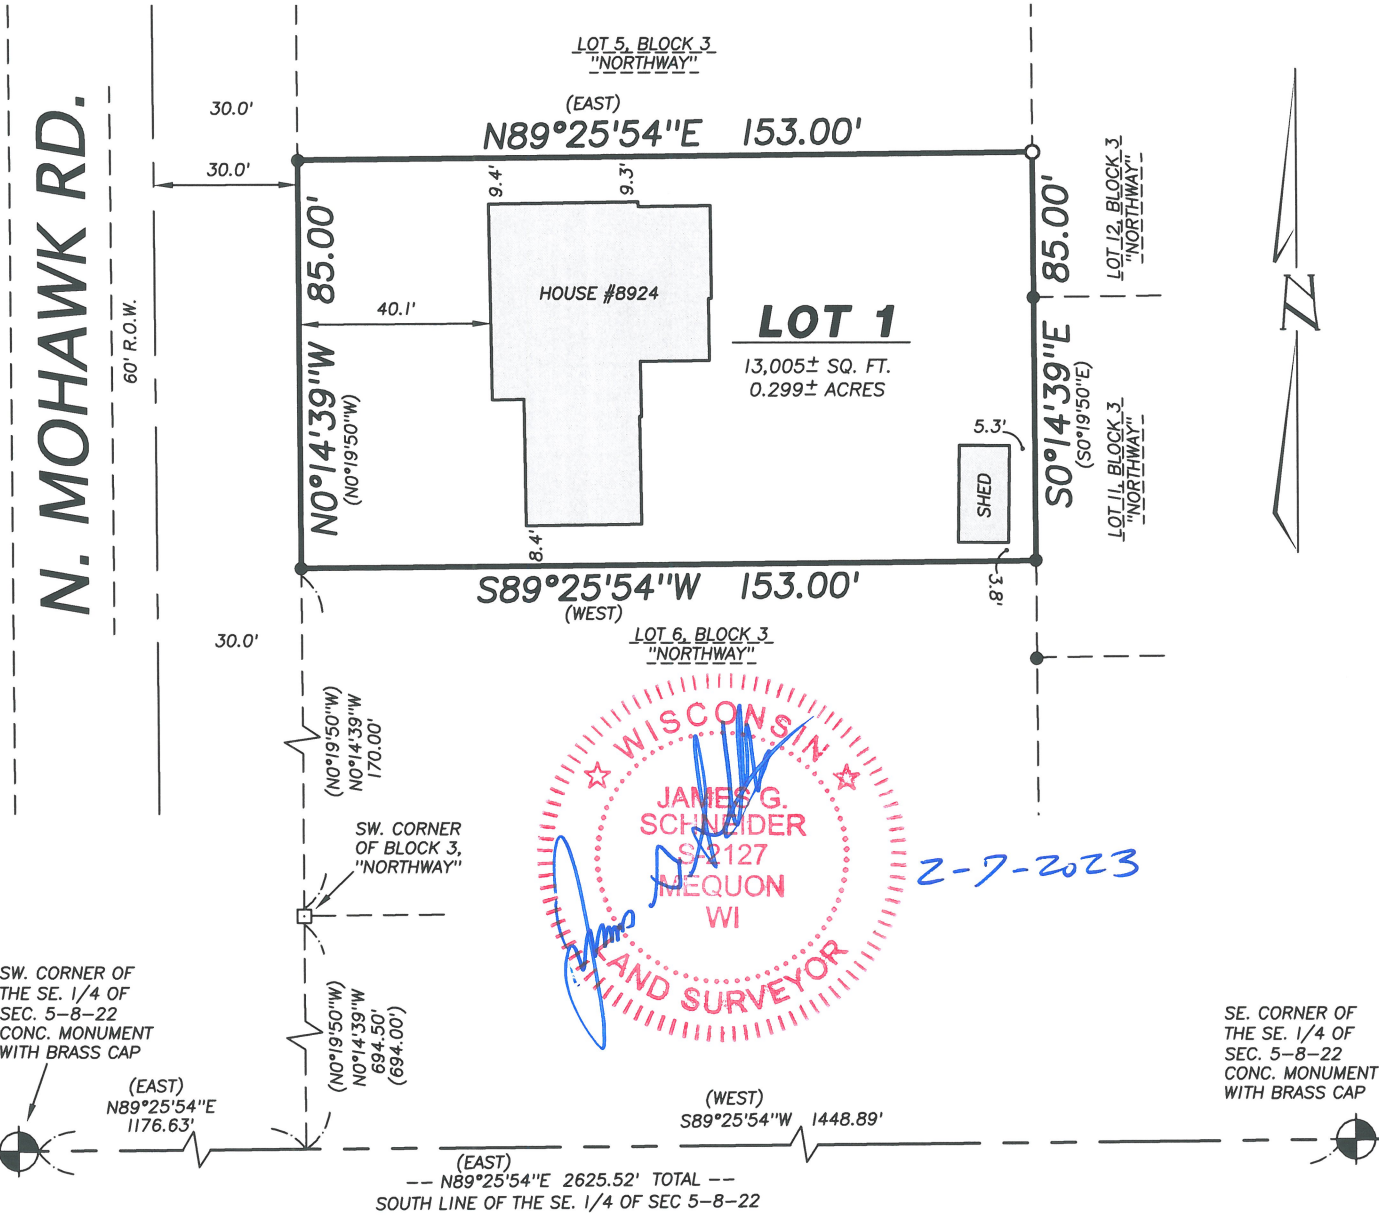 LOT 5, BLOCK 3
"NORTHWAY"
30.0'
(EAST)
N89°25'54"E 153.00'
30.0'
9.4'
9.3'
N. MOHAWK RD.
60' R.O.W.
85.00'
N0°14'39"W
(N0°19'50"W)
40.1'
HOUSE #8924
LOT 1
13,005± SQ. FT.
0.299± ACRES
85.00'
S0°14'39"E
(S0°19'50"E)
LOT 12, BLOCK 3
"NORTHWAY"
LOT 11, BLOCK 3
"NORTHWAY"
N
5.3'
SHED
3.8'
8.4'
S89°25'54"W 153.00'
(WEST)
30.0'
LOT 6, BLOCK 3
"NORTHWAY"
(N0°19'50"W)
N0°14'39"W
170.00'
SW. CORNER
OF BLOCK 3,
"NORTHWAY"
WISCONSIN
JAMES G.
SCHNEIDER
S-2127
MEQUON
WI
LAND SURVEYOR
2-7-2023
SW. CORNER OF
THE SE. 1/4 OF
SEC. 5-8-22
CONC. MONUMENT
WITH BRASS CAP
(N0°19'50"W)
N0°14'39"W
694.50'
(694.00')
SE. CORNER OF
THE SE. 1/4 OF
SEC. 5-8-22
CONC. MONUMENT
WITH BRASS CAP
(EAST)
N89°25'54"E
1176.63'
(WEST)
S89°25'54"W 1448.89'
(EAST)
-- N89°25'54"E 2625.52' TOTAL --
SOUTH LINE OF THE SE. 1/4 OF SEC 5-8-22